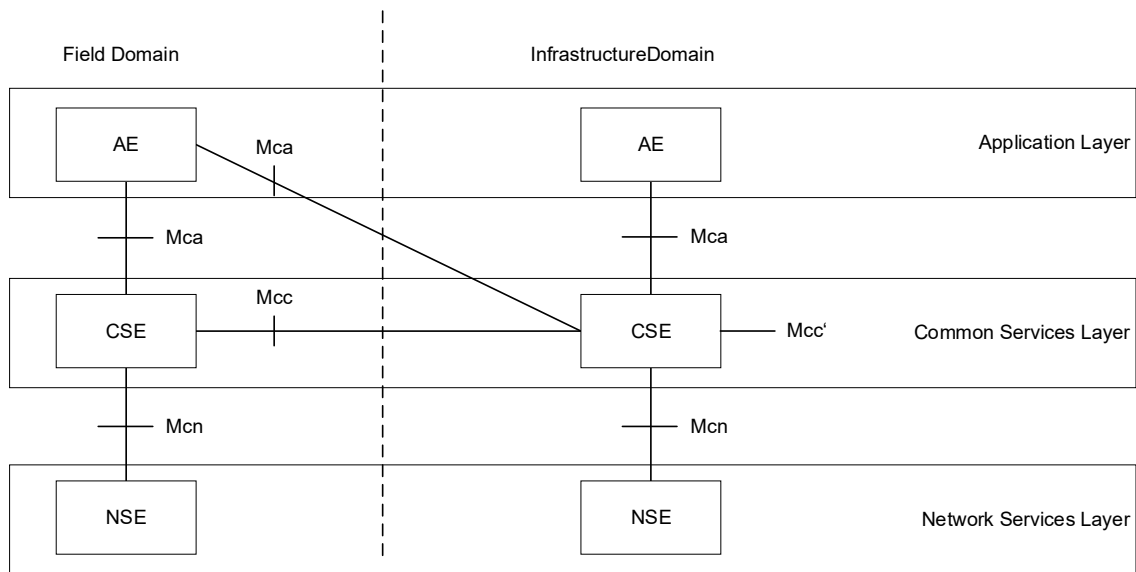 Field Domain
InfrastructureDomain
AE
Mca
AE
Application Layer
Mca
Mca
Mcc
CSE
CSE
Mcc‘
Common Services Layer
Mcn
Mcn
NSE
NSE
Network Services Layer